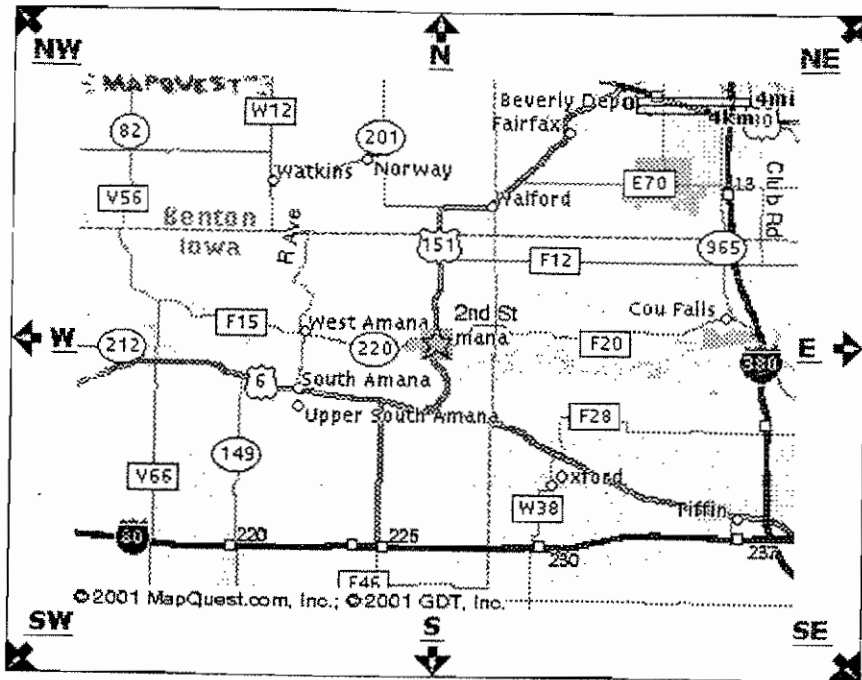 NW
N
NE
MAPQUEST
W12
Beverly Depo
4mi
4km
30
82
201
Fairfax
Watkins
Norway
E70
13
V56
Walford
Club Rd
Benton
Iowa
R Ave
151
F12
965
2nd St
Cou Falls
W
F15
West Amana
mana
E
212
220
F20
380
6
South Amana
Upper South Amana
F28
149
V66
Oxford
W38
Tiffin
80
220
225
230
237
F46
©2001 MapQuest.com, Inc.; ©2001 GDT, Inc.
SW
S
SE